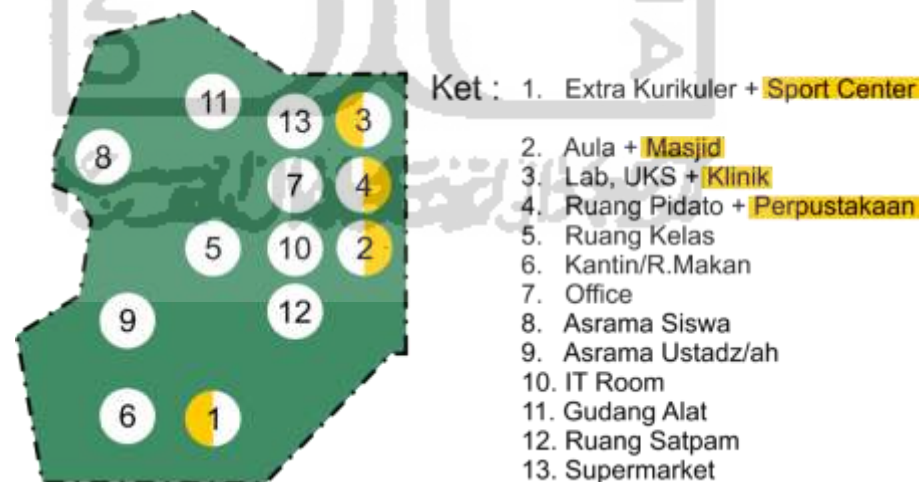 Ket :
1. Extra Kurikuler + Sport Center
2. Aula + Masjid
3. Lab, UKS + Klinik
4. Ruang Pidato + Perpustakaan
5. Ruang Kelas
6. Kantin/R.Makan
7. Office
8. Asrama Siswa
9. Asrama Ustadz/ah
10. IT Room
11. Gudang Alat
12. Ruang Satpam
13. Supermarket
11
13 3
8
7 4
5 10 2
9 12
6 1